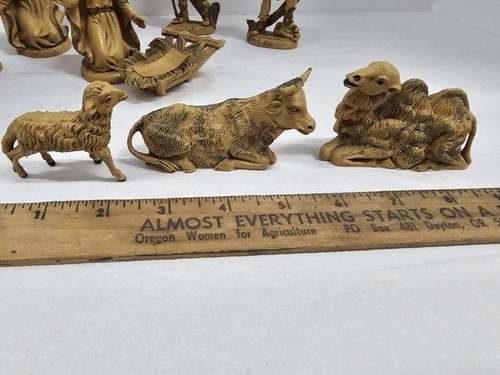 1 2 3 4 5 6 7 8 9
ALMOST EVERYTHING STARTS ON A
Oregon Women for Agriculture PO Box 481 Dayton, OR